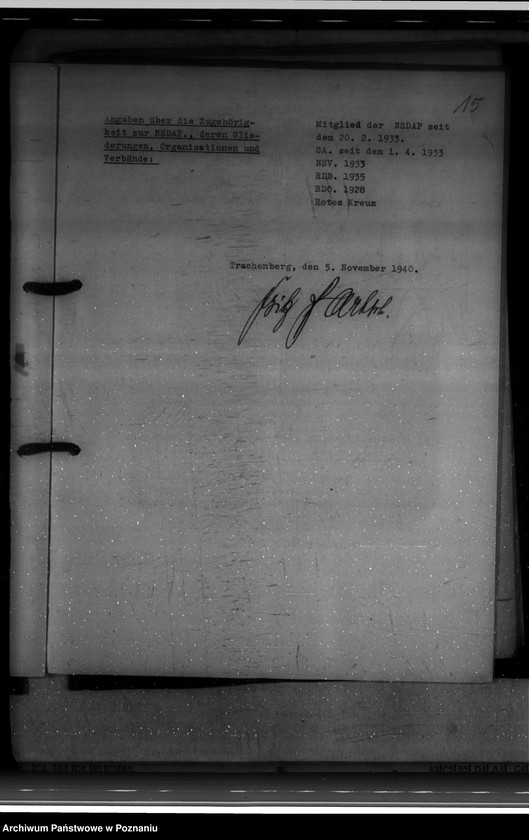 15
Angaben über die Zugehörig-
keit zur NSDAP., deren Glie-
derungen, Organisationen und
Verbände:
Mitglied der NSDAP seit
dem 20. 2. 1933.
SA. seit dem 1. 4. 1933
NSV. 1933
RDB. 1935
BDO. 1928
Rotes Kreuz
Trachenberg, den 5. November 1940.
Fritz
Archiwum Państwowe w Poznaniu